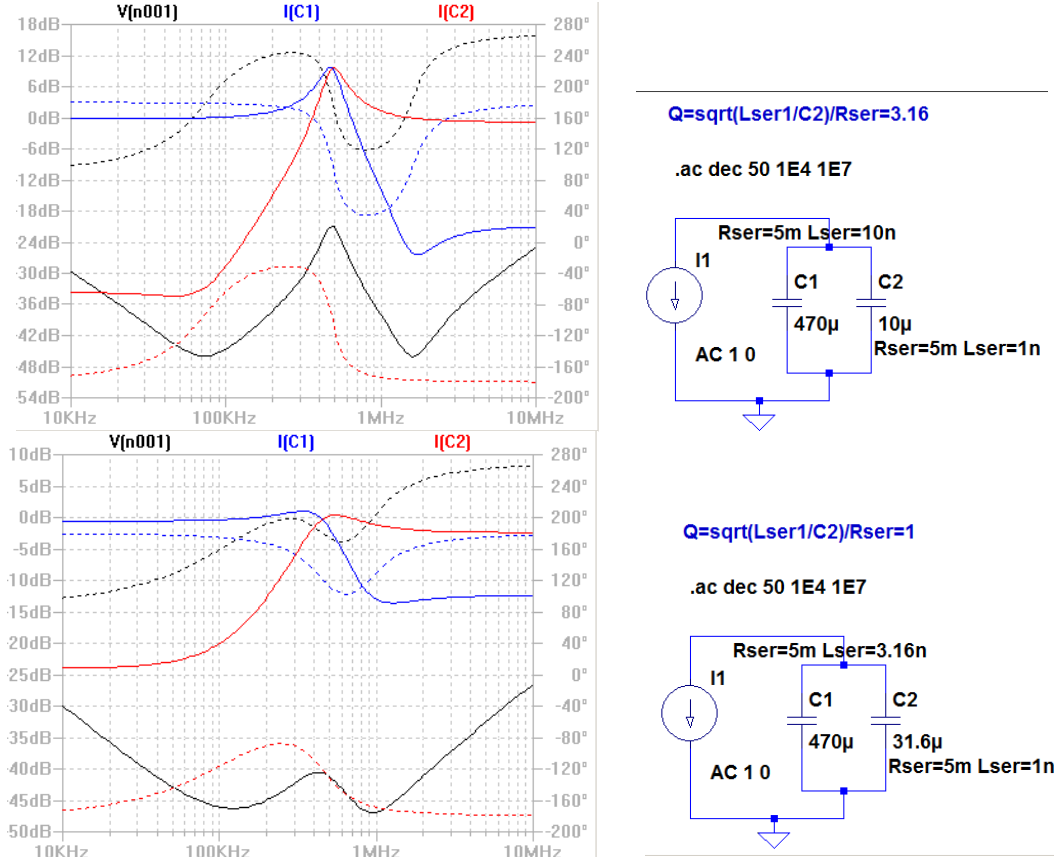 V(n001) I(C1) I(C2)
18dB 280°
12dB 240°
6dB 200°
0dB 160°
-6dB 120°
-12dB 80°
-18dB 40°
-24dB 0°
-30dB -40°
-36dB -80°
-42dB -120°
-48dB -160°
-54dB -200°
10KHz 100KHz 1MHz 10MHz
Q=sqrt(Lser1/C2)/Rser=3.16
.ac dec 50 1E4 1E7
Rser=5m Lser=10n
I1
C1 C2
470µ 10µ
Rser=5m Lser=1n
AC 1 0
V(n001) I(C1) I(C2)
10dB 280°
5dB 240°
0dB 200°
-5dB 160°
-10dB 120°
-15dB 80°
-20dB 40°
-25dB 0°
-30dB -40°
-35dB -80°
-40dB -120°
-45dB -160°
-50dB -200°
10KHz 100KHz 1MHz 10MHz
Q=sqrt(Lser1/C2)/Rser=1
.ac dec 50 1E4 1E7
Rser=5m Lser=3.16n
I1
C1 C2
470µ 31.6µ
Rser=5m Lser=1n
AC 1 0